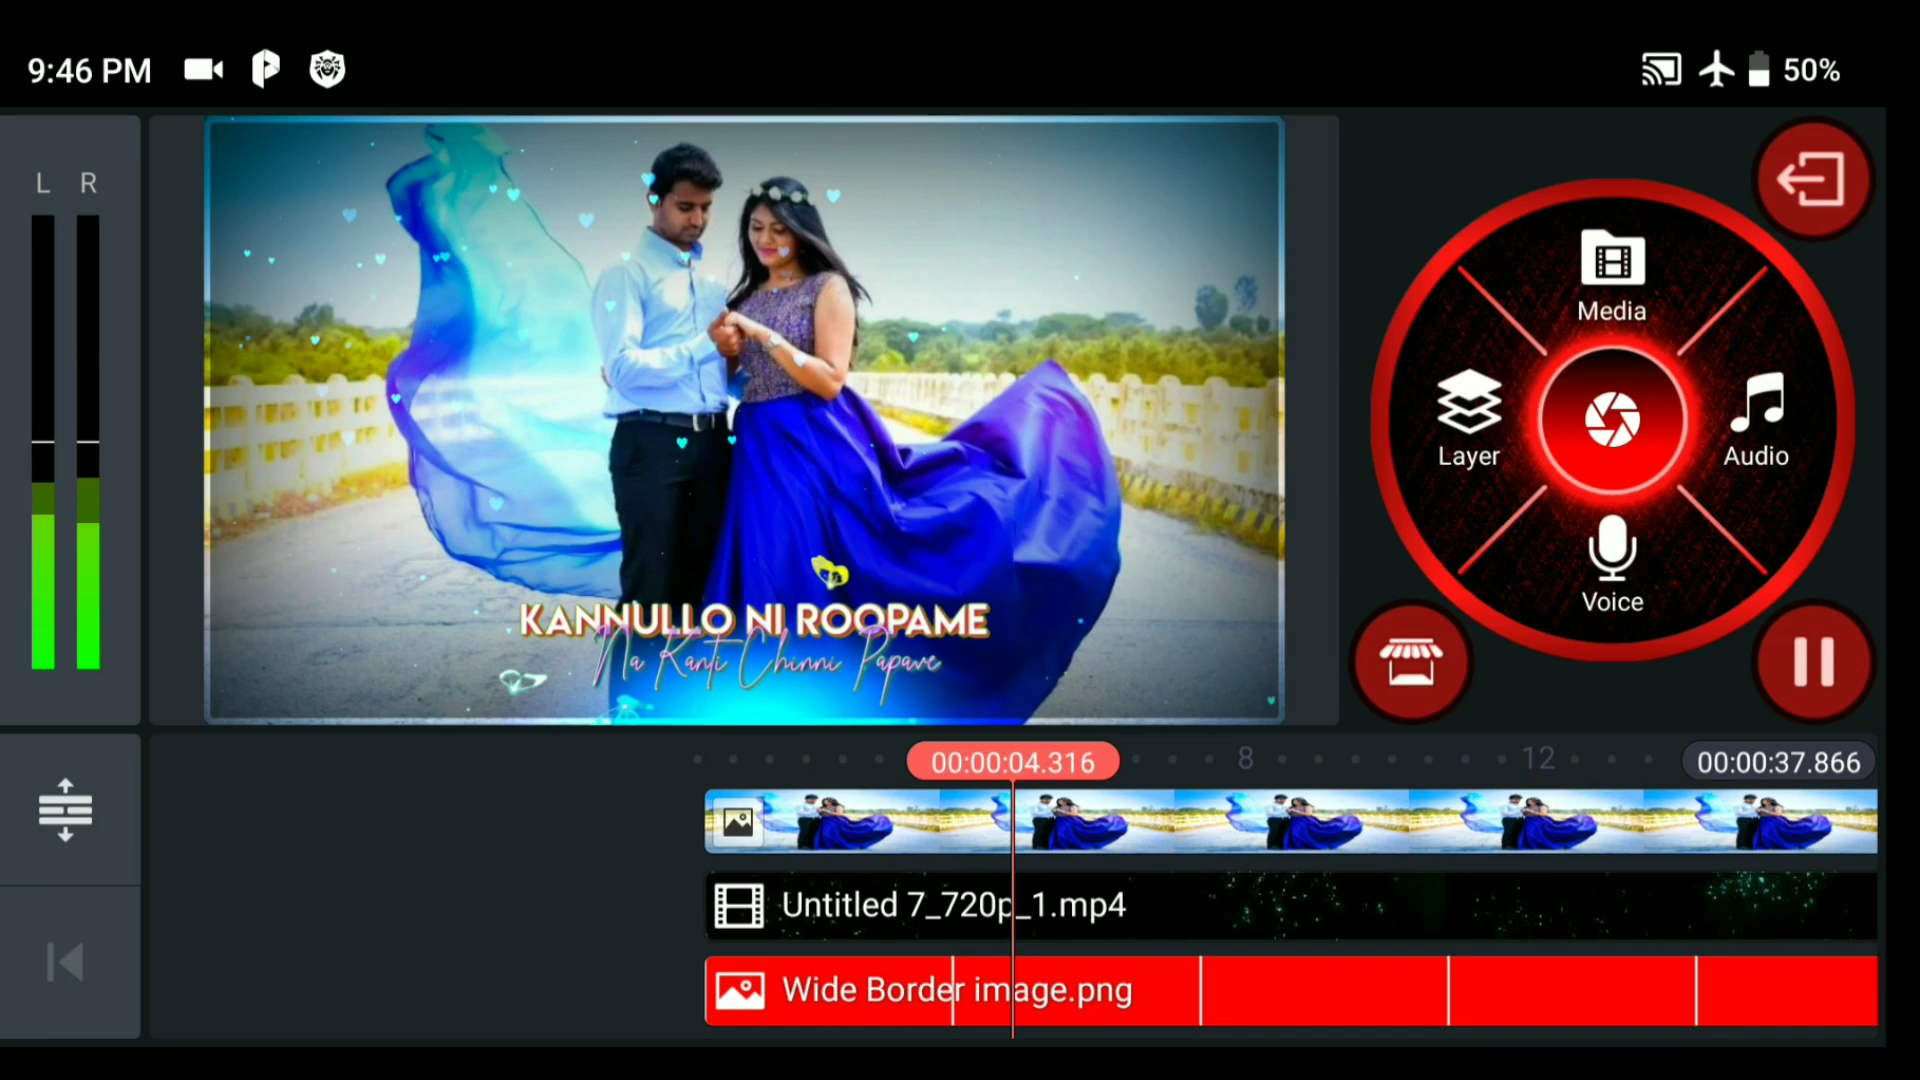 9:46 PM
50%
L R
Media
Layer
Audio
Voice
KANNULLO NI ROOPAME
Na Kanti Chinni Papave
00:00:04.316
8
12
00:00:37.866
Untitled 7_720p_1.mp4
Wide Border image.png